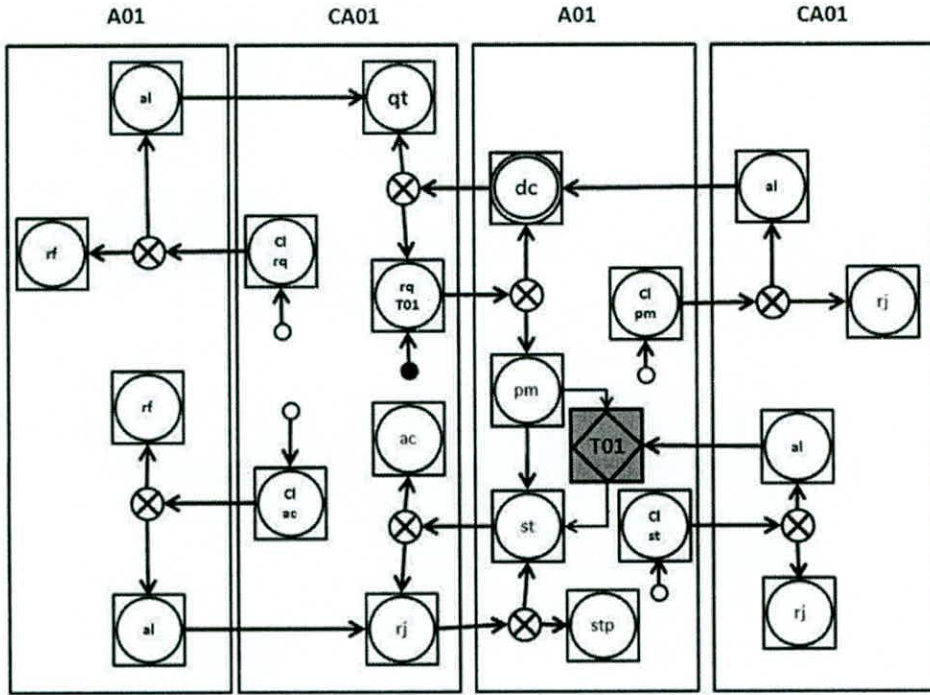 A01
CA01
A01
CA01
al
qt
dc
al
rf
Cl
rq
rq
T01
Cl
pm
rj
rf
pm
ac
T01
al
Cl
ac
st
Cl
st
al
rj
stp
rj